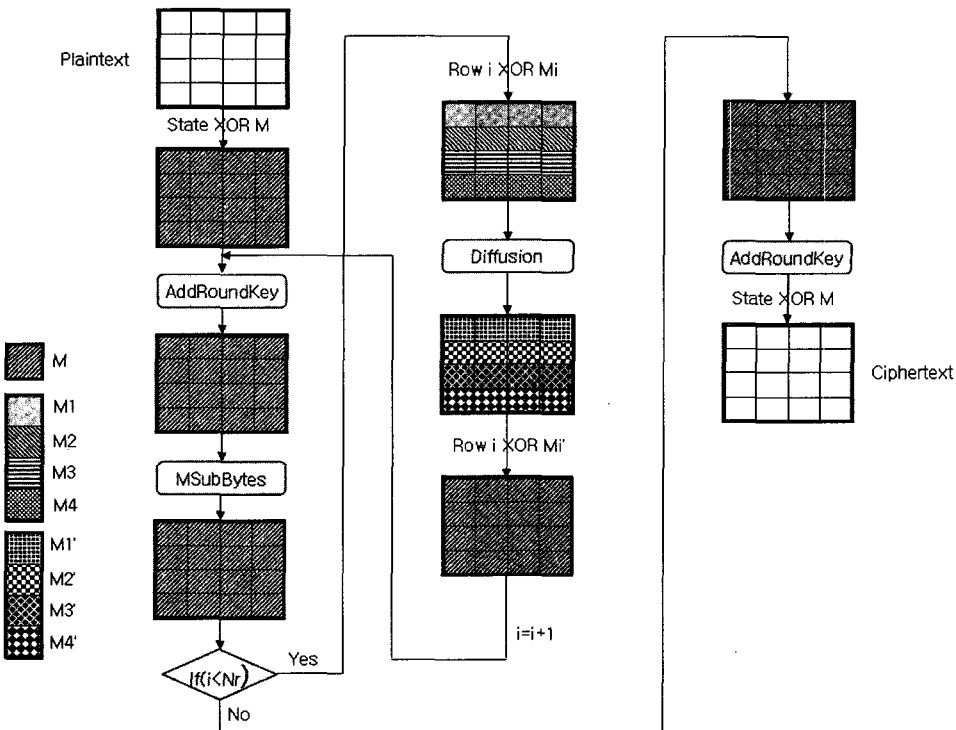 Plaintext
State XOR M
AddRoundKey
MSubBytes
If(i<Nr)
Yes
No
Row i XOR Mi
Diffusion
Row i XOR Mi'
i=i+1
AddRoundKey
State XOR M
Ciphertext
M
M1
M2
M3
M4
M1'
M2'
M3'
M4'